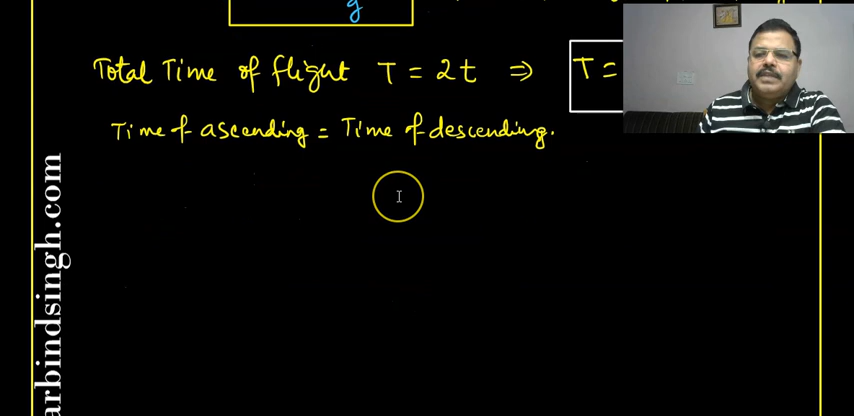 g
Total Time of flight T = 2t ⇒ T =
Time of ascending = Time of descending.
arbindsingh.com